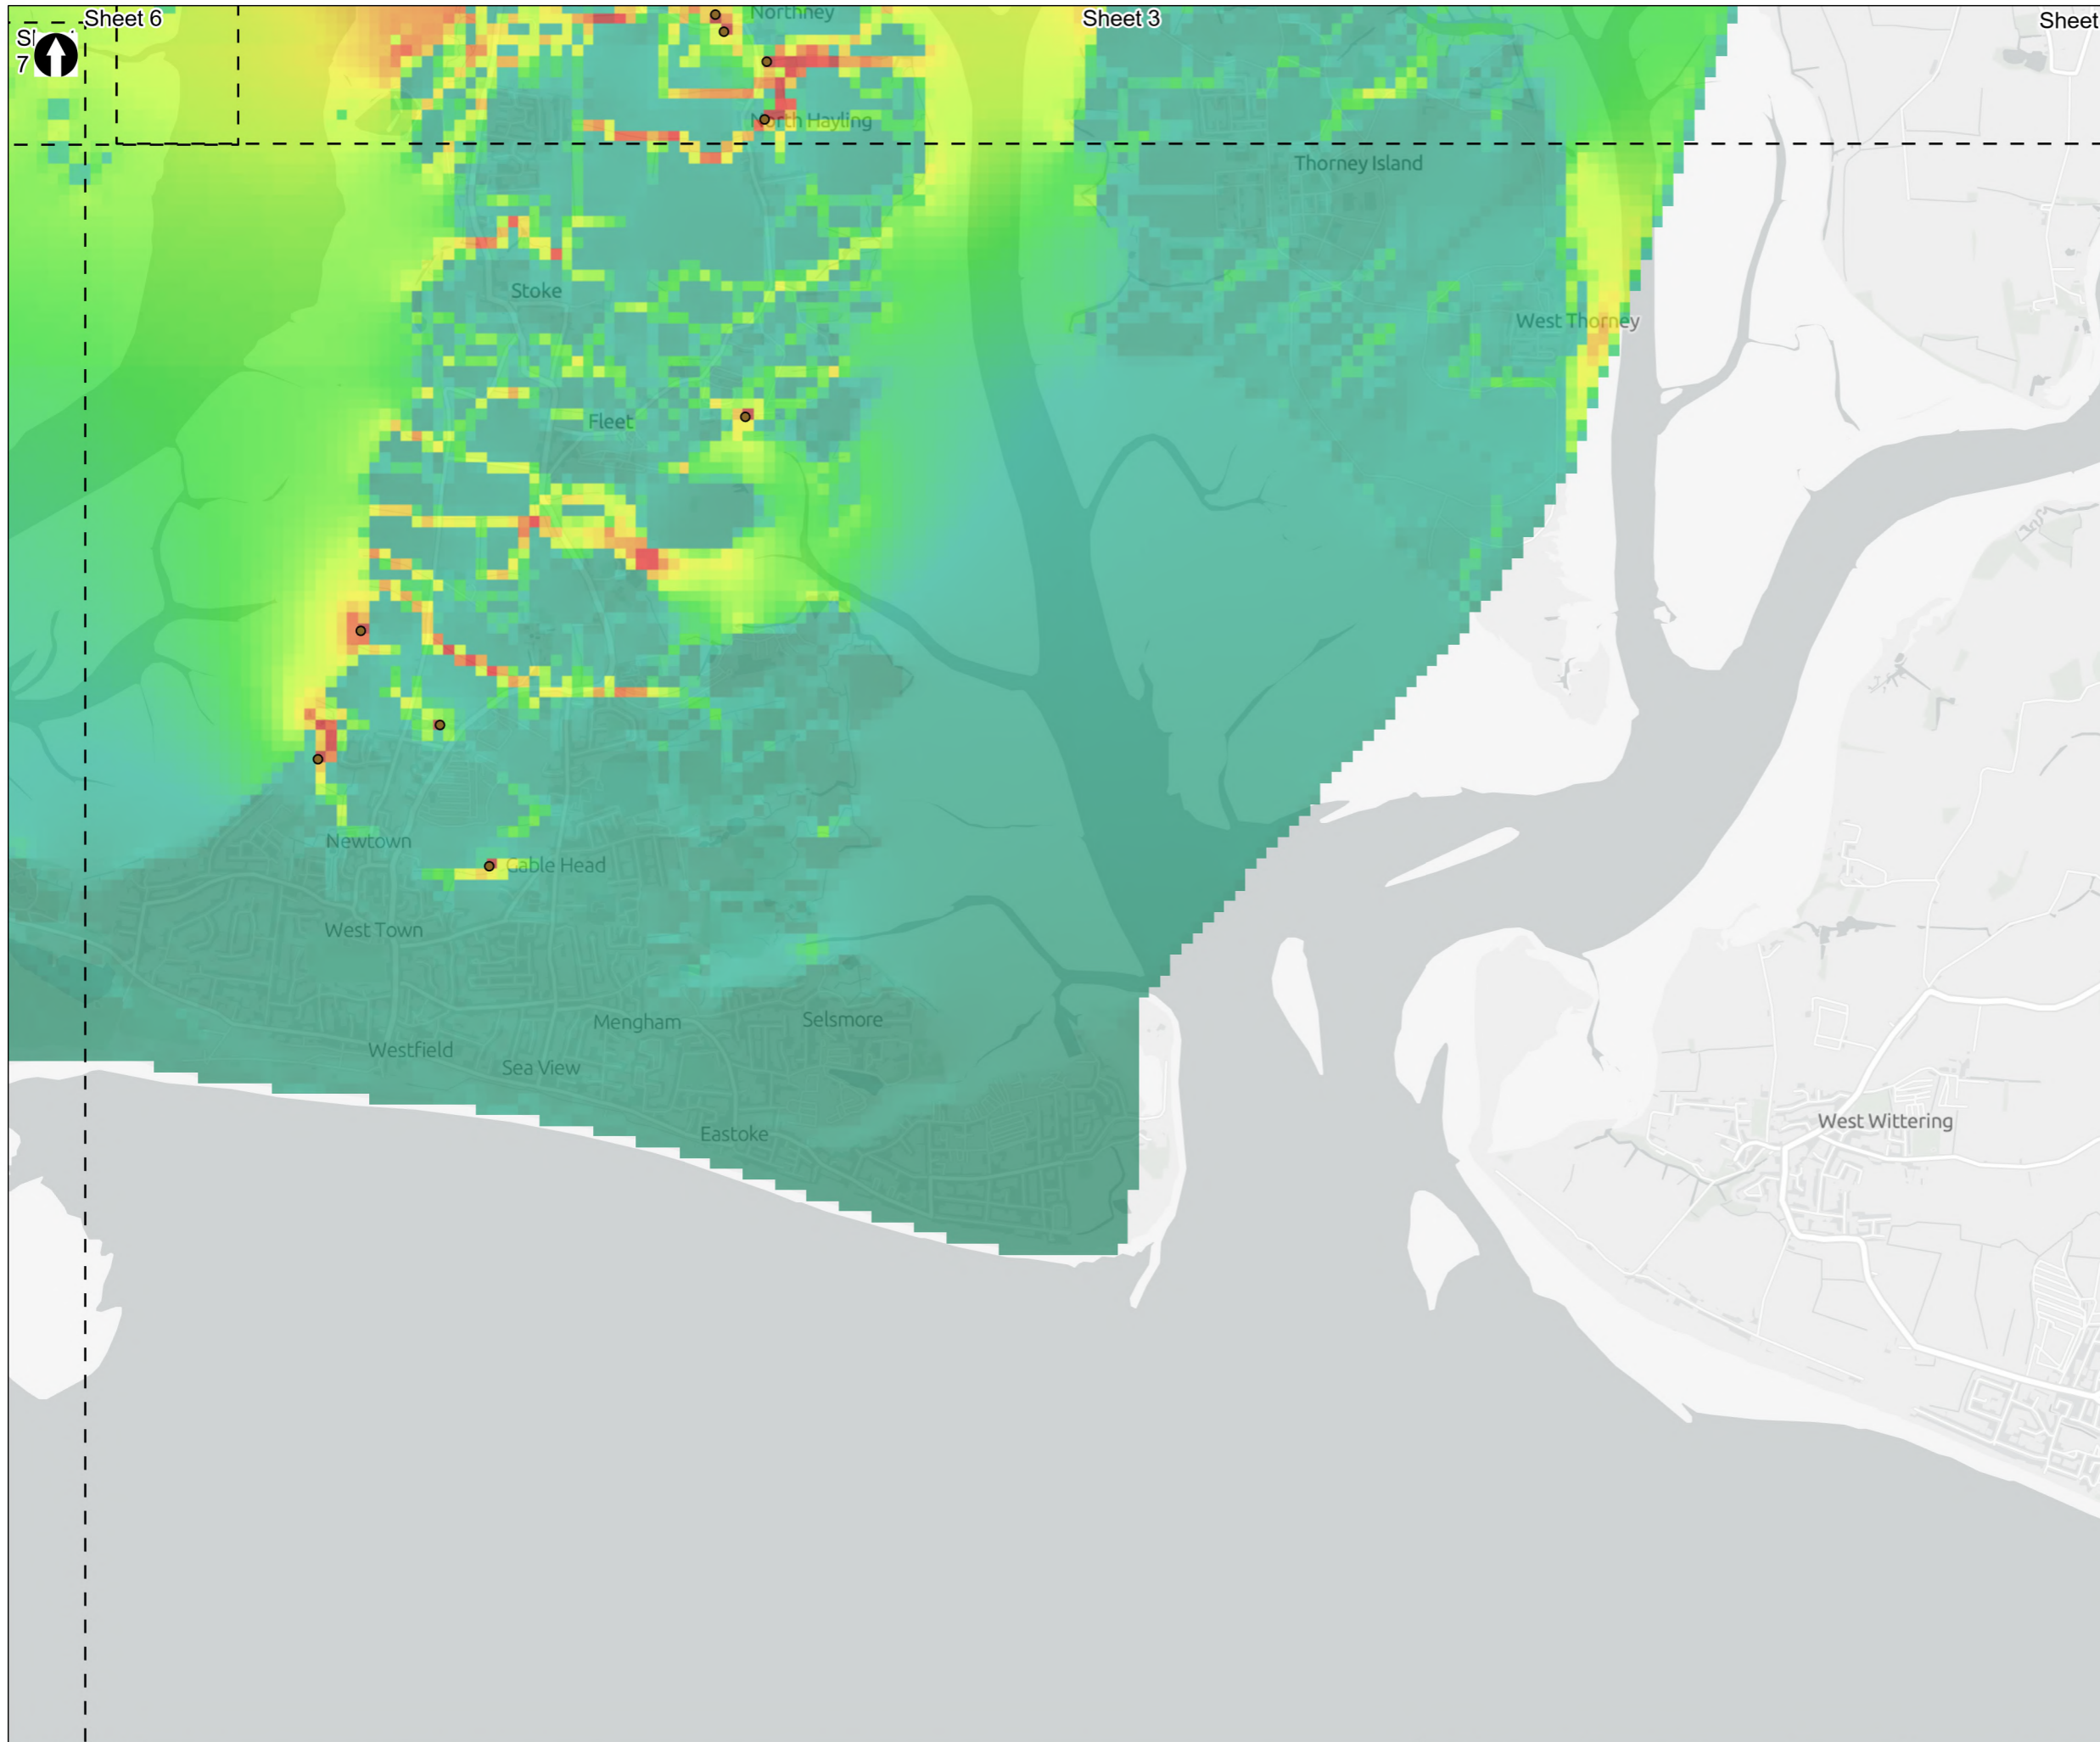 Sheet 6
Northney
Sheet 3
Sheet
7
North Hayling
Thorney Island
Stoke
West Thorney
Fleet
Newtown
Gable Head
West Town
Mengham
Selsmore
Westfield
Sea View
West Wittering
Eastoke